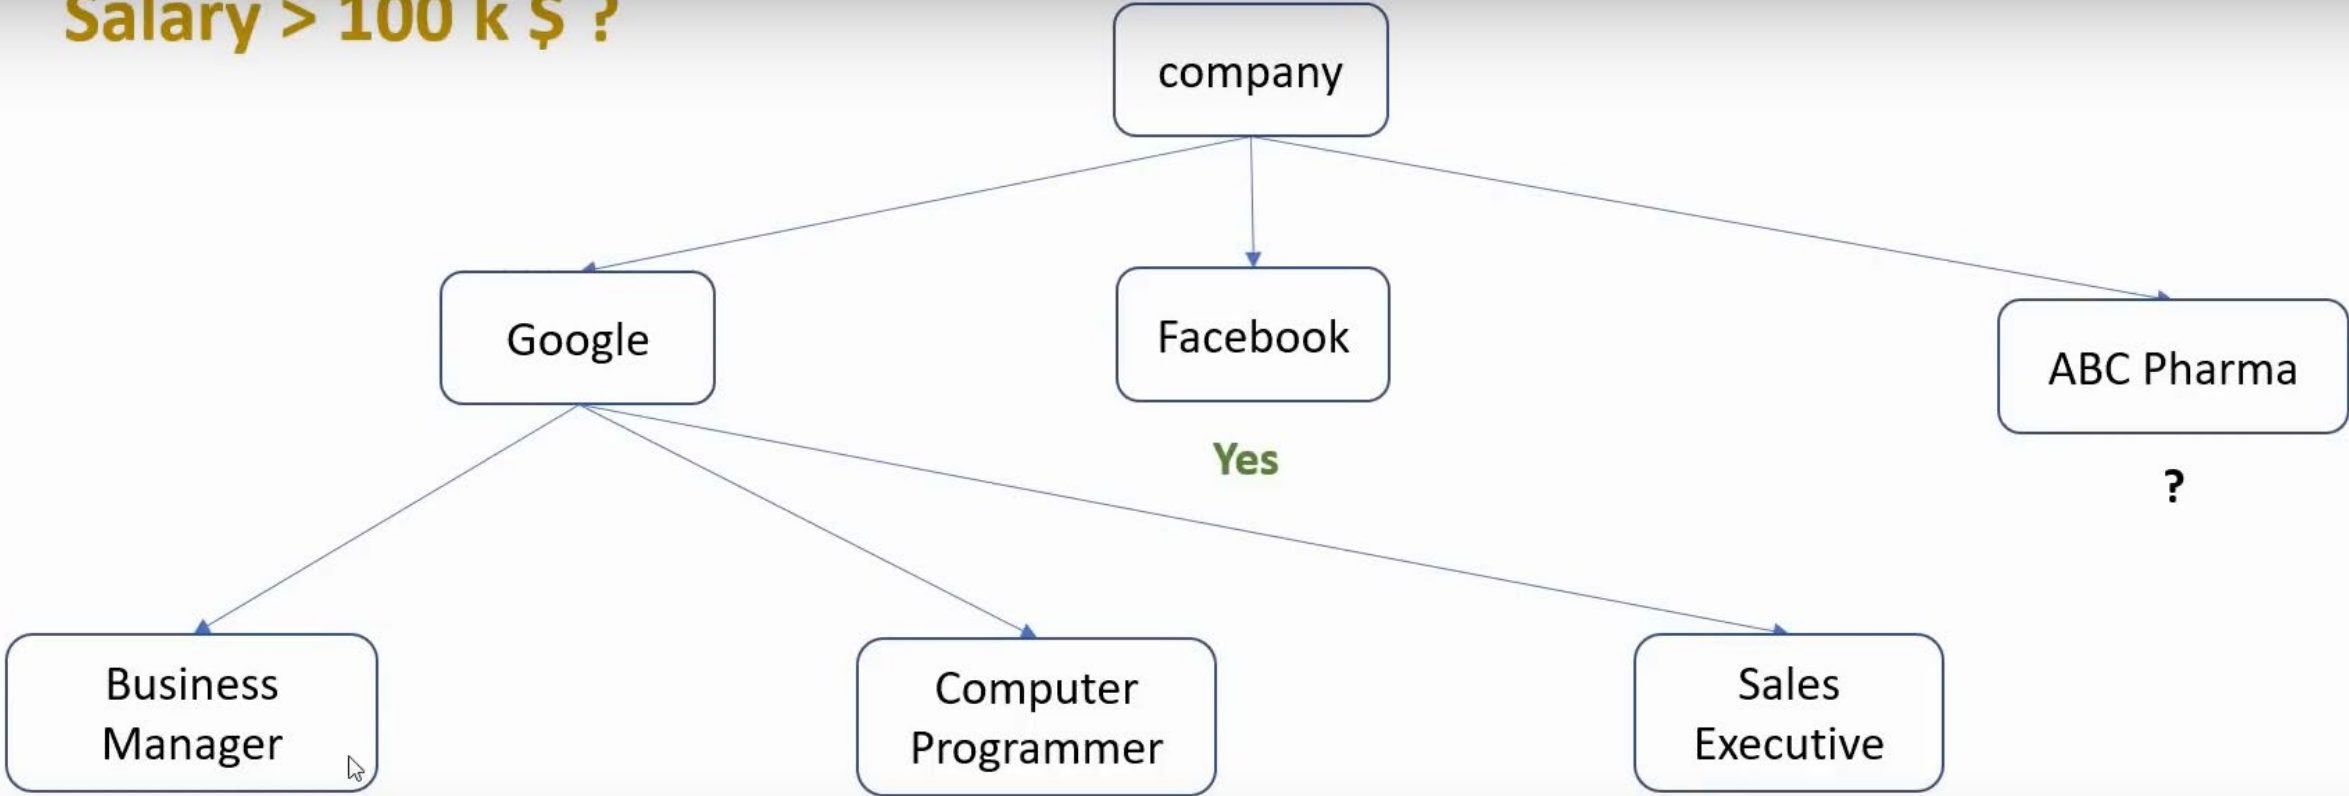 Salary > 100 k $ ?
company
Google
Facebook
ABC Pharma
Yes
?
Business
Manager
Computer
Programmer
Sales
Executive